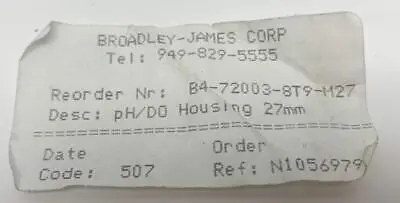 BROADLEY-JAMES CORP
Tel: 949-829-5555
Reorder Nr: B4-72003-8T9-M27
Desc: pH/DO Housing 27mm
Date Order
Code: 507 Ref: N1056979